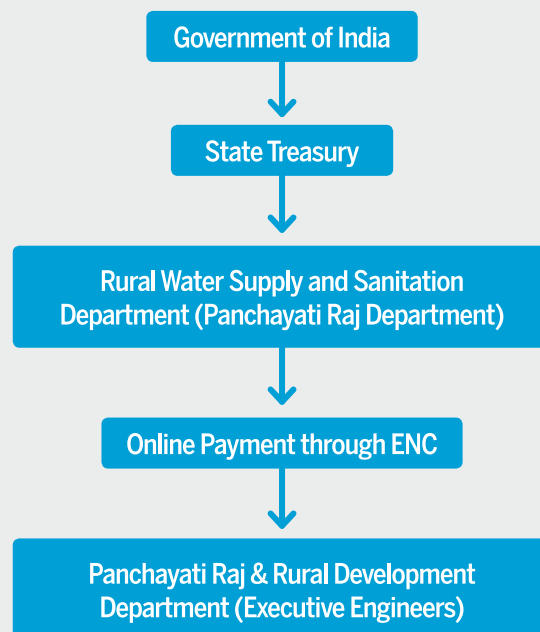 Government of India
State Treasury
Rural Water Supply and Sanitation
Department (Panchayati Raj Department)
Online Payment through ENC
Panchayati Raj & Rural Development
Department (Executive Engineers)